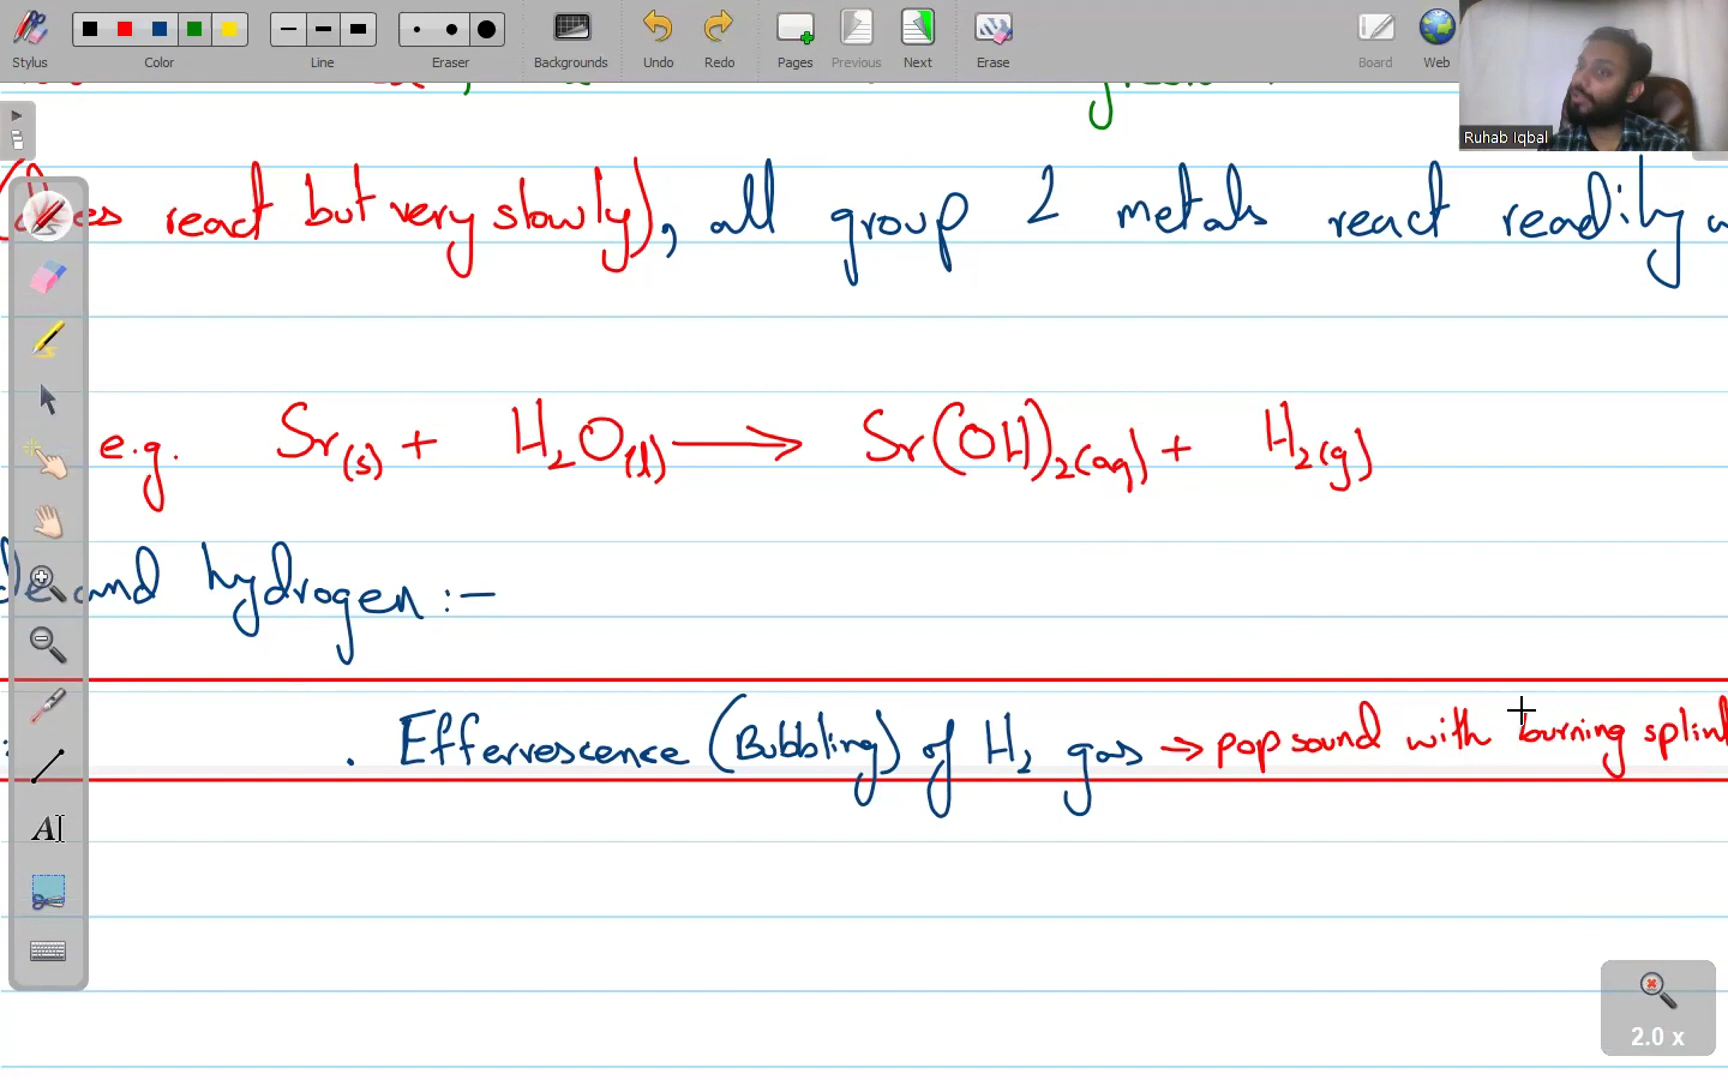 Stylus
Color
Line
Eraser
Backgrounds
Undo
Redo
Pages
Previous
Next
Erase
Board
Web
Ruhab Iqbal
react but very slowly), all group 2 metals react readily
e.g. Sr(s) + H₂O(l) → Sr(OH)₂(aq) + H₂(g)
and hydrogen :-
. Effervescence (Bubbling) of H₂ gas → pop sound with burning splint
2.0 x